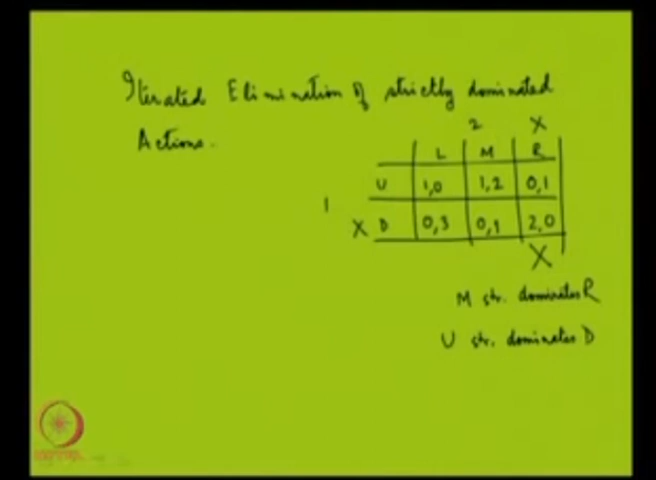 Iterated Elimination of strictly dominated
Actions.
2 X
L M R
U 1,0 1,2 0,1
1
X D 0,3 0,1 2,0
X
M str. dominates R
U str. dominates D